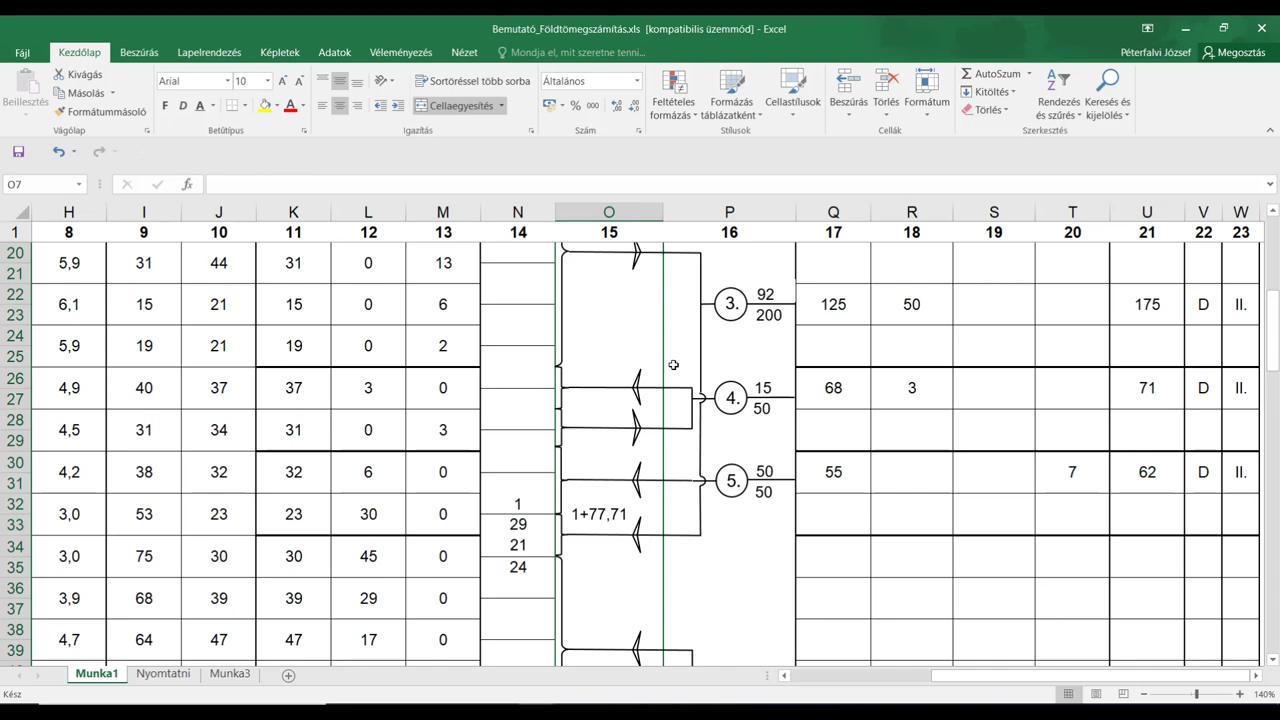 Bemutató_Földtömegszámítás.xls [kompatibilis üzemmód] - Excel
Fájl Kezdőlap Beszúrás Lapelrendezés Képletek Adatok Véleményezés Nézet Mondja el, mit szeretne tenni... Péterfalvi József Megosztás
Beillesztés Kivágás Másolás Formátummásoló Vágólap
Arial 10 F D A Betűtípus
Sortöréssel több sorba Cellaegyesítés Igazítás
Általános % 000 Szám
Feltételes formázás Formázás táblázatként Cellastílusok Stílusok
Beszúrás Törlés Formátum Cellák
AutoSzum Kitöltés Törlés Rendezés és szűrés Keresés és kijelölés Szerkesztés
O7 fx
H I J K L M N O P Q R S T U V W
1 8 9 10 11 12 13 14 15 16 17 18 19 20 21 22 23
20
21 5,9 31 44 31 0 13
22 6,1 15 21 15 0 6 3. 92 125 50 175 D II.
23 200
24 5,9 19 21 19 0 2
25
26 4,9 40 37 37 3 0 4. 15 68 3 71 D II.
27 50
28 4,5 31 34 31 0 3
29
30 4,2 38 32 32 6 0 5. 50 55 7 62 D II.
31 50
32 3,0 53 23 23 30 0 1 1+77,71
33 29
34 3,0 75 30 30 45 0 21
35 24
36 3,9 68 39 39 29 0
37
38 4,7 64 47 47 17 0
39
Munka1 Nyomtatni Munka3
Kész 140%